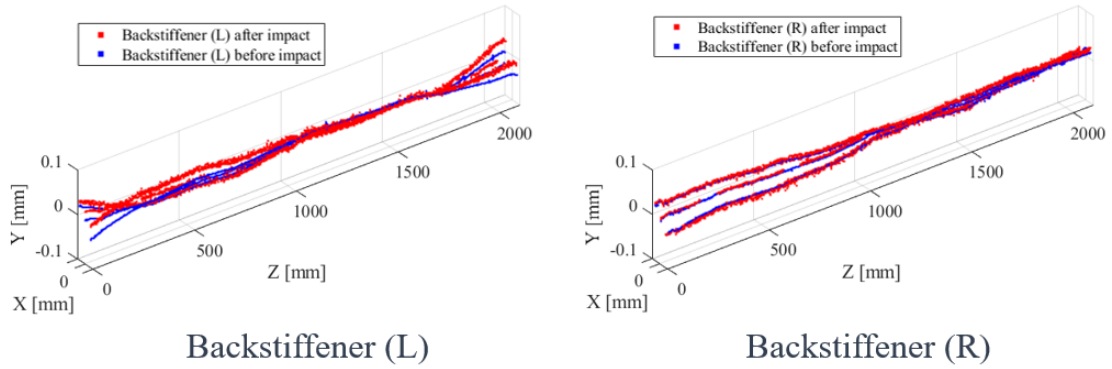 Backstiffener (L) after impact
Backstiffener (L) before impact
0.1
0
-0.1
Y [mm]
0
0
X [mm]
500
1000
1500
2000
Z [mm]
Backstiffener (L)
Backstiffener (R) after impact
Backstiffener (R) before impact
0.1
0
-0.1
Y [mm]
0
0
X [mm]
500
1000
1500
2000
Z [mm]
Backstiffener (R)